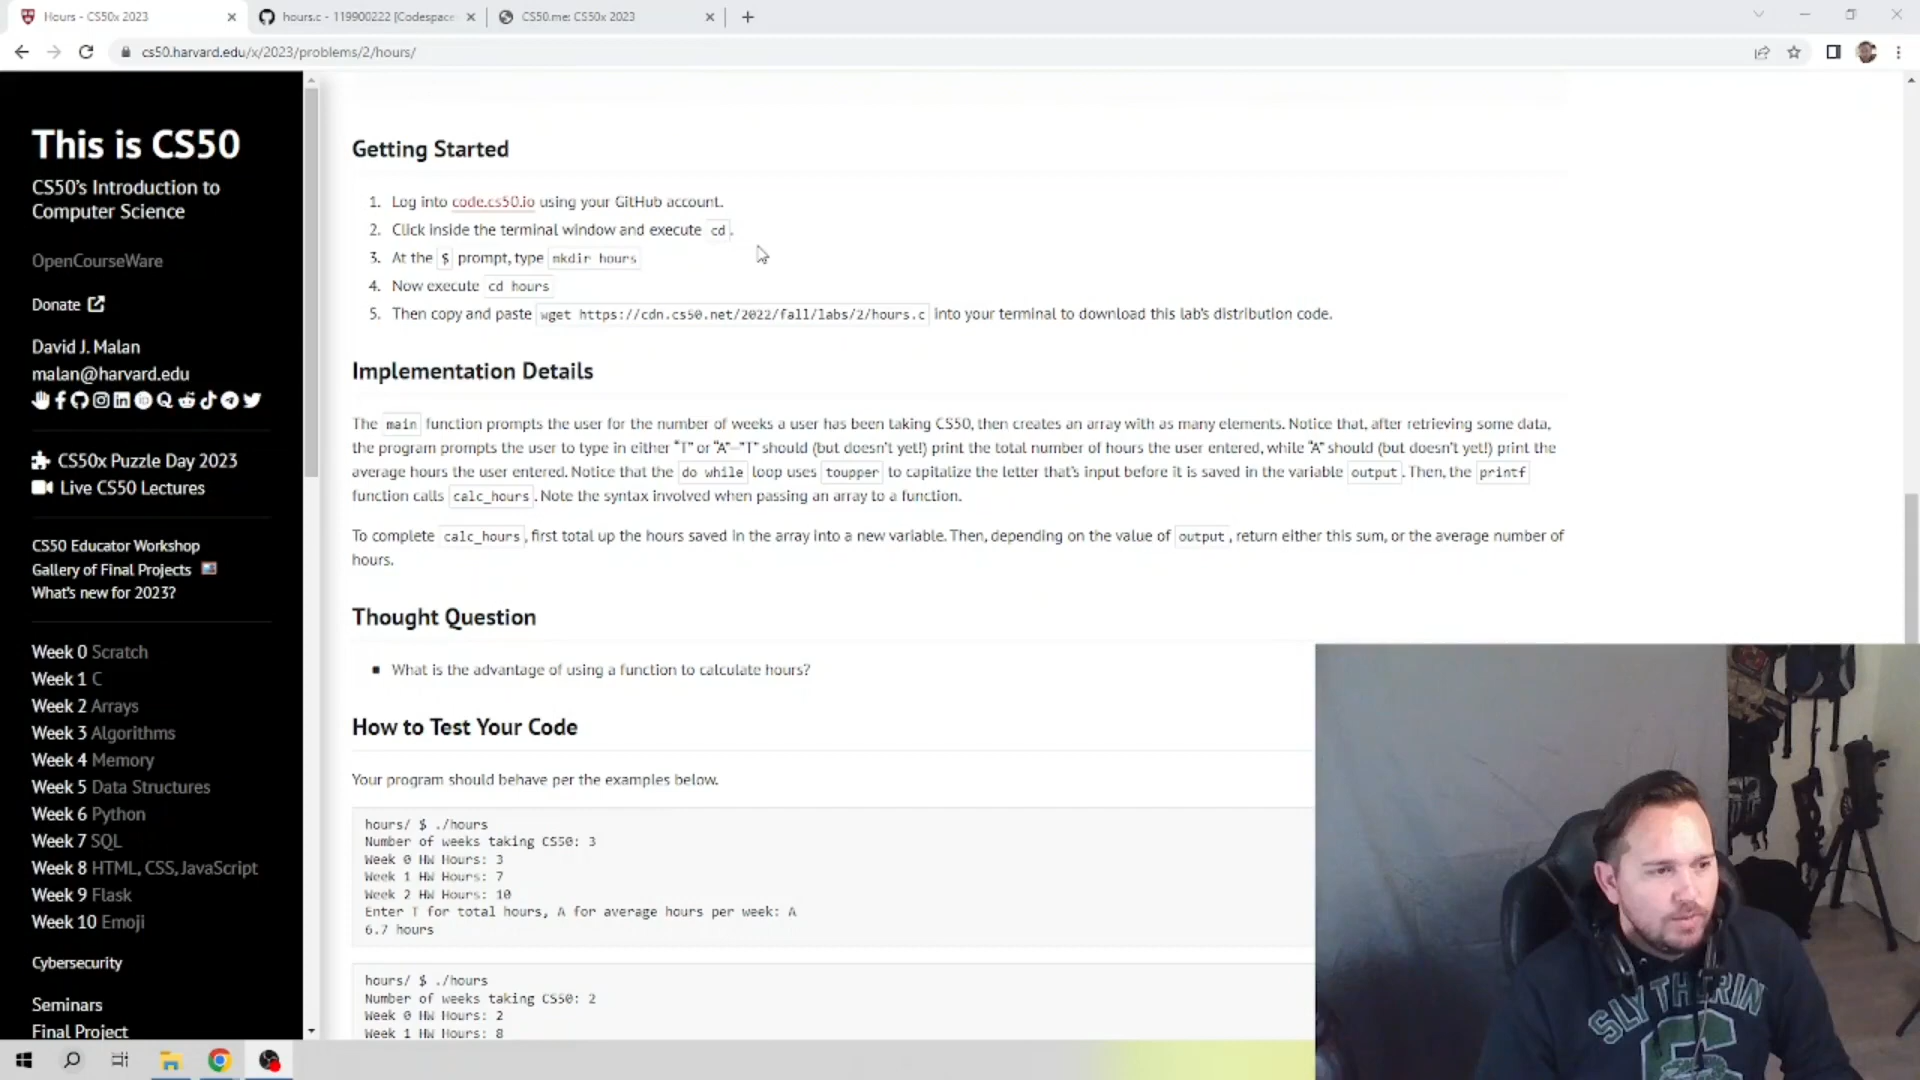 Hours - CS50x 2023
hours.c - 119900222 [Codespace
CS50.me: CS50x 2023
cs50.harvard.edu/x/2023/problems/2/hours/
This is CS50
CS50's Introduction to
Computer Science
OpenCourseWare
Donate
David J. Malan
malan@harvard.edu
CS50x Puzzle Day 2023
Live CS50 Lectures
CS50 Educator Workshop
Gallery of Final Projects
What's new for 2023?
Week 0 Scratch
Week 1 C
Week 2 Arrays
Week 3 Algorithms
Week 4 Memory
Week 5 Data Structures
Week 6 Python
Week 7 SQL
Week 8 HTML, CSS, JavaScript
Week 9 Flask
Week 10 Emoji
Cybersecurity
Seminars
Final Project
Getting Started
1. Log into code.cs50.io using your GitHub account.
2. Click inside the terminal window and execute cd.
3. At the $ prompt, type mkdir hours
4. Now execute cd hours
5. Then copy and paste wget https://cdn.cs50.net/2022/fall/labs/2/hours.c into your terminal to download this lab's distribution code.
Implementation Details
The main function prompts the user for the number of weeks a user has been taking CS50, then creates an array with as many elements. Notice that, after retrieving some data,
the program prompts the user to type in either “T” or “A”—“T” should (but doesn't yet!) print the total number of hours the user entered, while “A” should (but doesn't yet!) print the
average hours the user entered. Notice that the do while loop uses toupper to capitalize the letter that's input before it is saved in the variable output. Then, the printf
function calls calc_hours. Note the syntax involved when passing an array to a function.
To complete calc_hours, first total up the hours saved in the array into a new variable. Then, depending on the value of output, return either this sum, or the average number of
hours.
Thought Question
What is the advantage of using a function to calculate hours?
How to Test Your Code
Your program should behave per the examples below.
hours/ $ ./hours
Number of weeks taking CS50: 3
Week 0 HW Hours: 3
Week 1 HW Hours: 7
Week 2 HW Hours: 10
Enter T for total hours, A for average hours per week: A
6.7 hours
hours/ $ ./hours
Number of weeks taking CS50: 2
Week 0 HW Hours: 2
Week 1 HW Hours: 8
SLYTHERIN